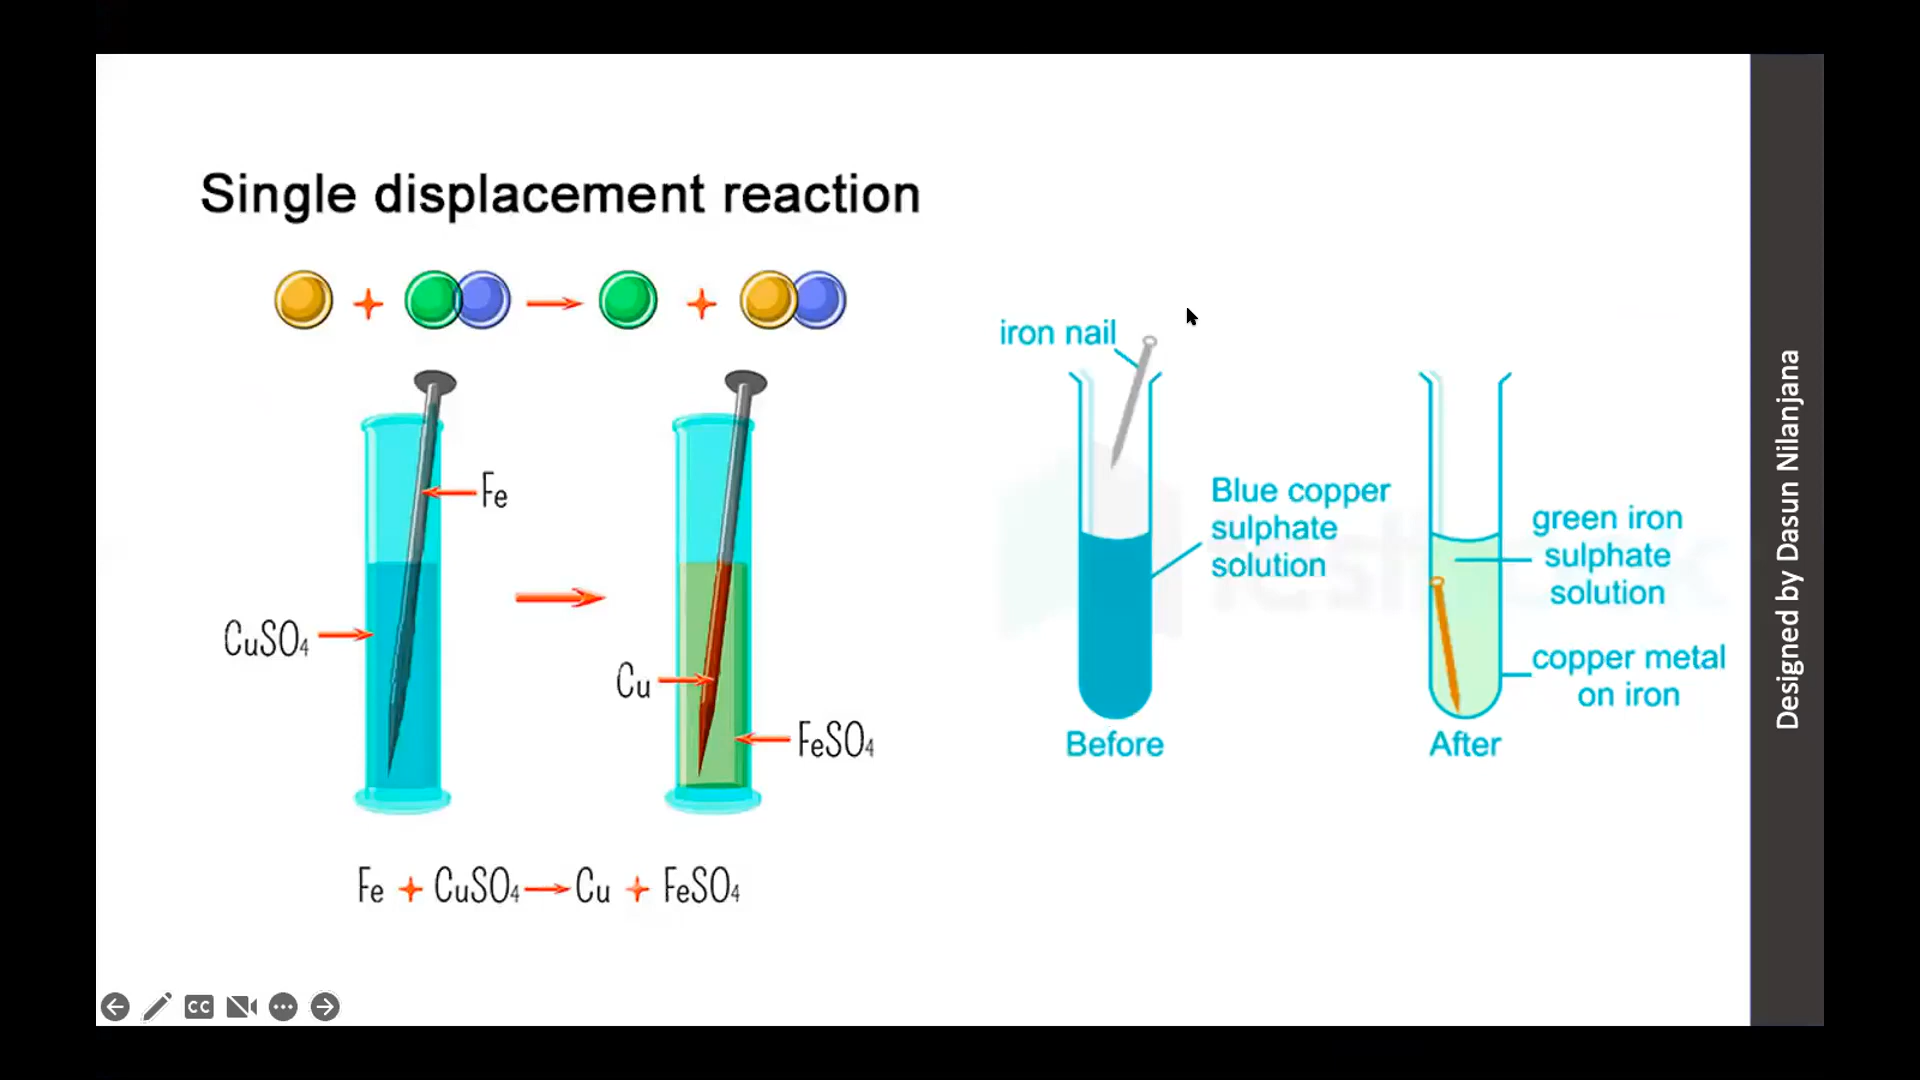 Single displacement reaction
Fe
CuSO₄
Cu
FeSO₄
Fe + CuSO₄ → Cu + FeSO₄
iron nail
Blue copper
sulphate
solution
Before
green iron
sulphate
solution
copper metal
on iron
After
Designed by Dasun Nilanjana
CC